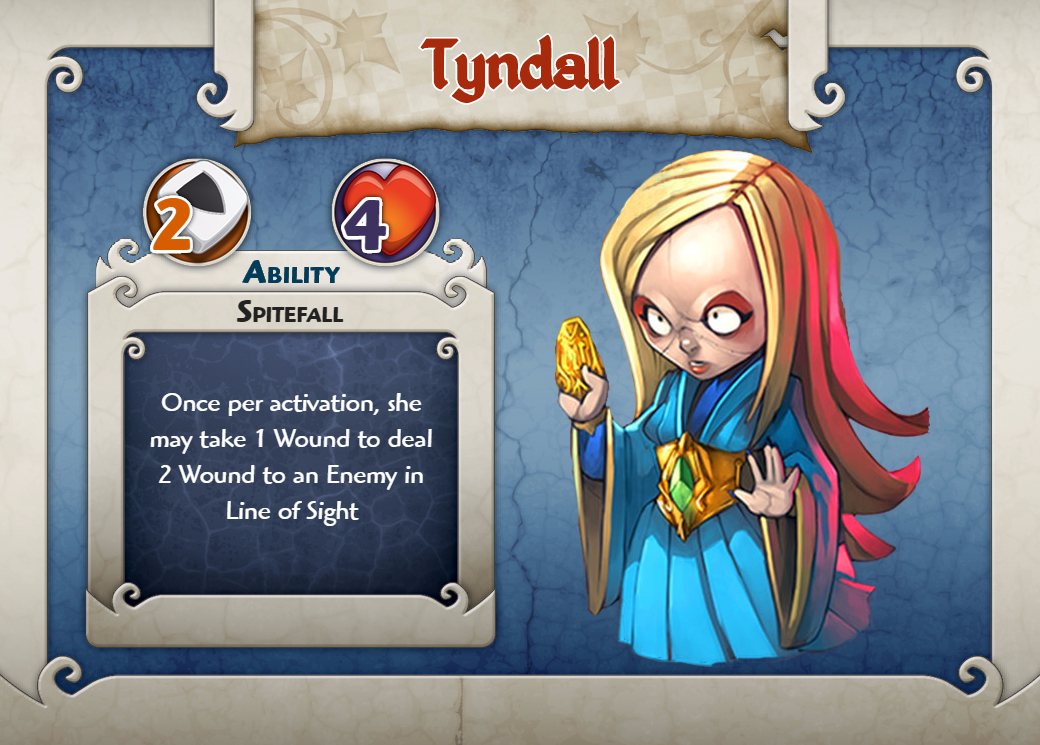 Tyndall
2
4
Ability
Spitefall
Once per activation, she
may take 1 Wound to deal
2 Wound to an Enemy in
Line of Sight